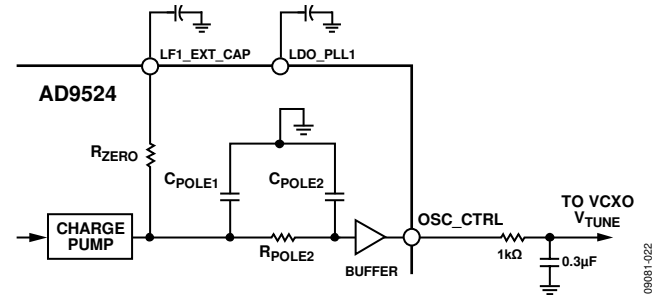 LF1_EXT_CAP
LDO_PLL1
AD9524
RZERO
CPOLE1
CPOLE2
OSC_CTRL
TO VCXO
VTUNE
CHARGE
PUMP
RPOLE2
BUFFER
1kΩ
0.3µF
09081-022